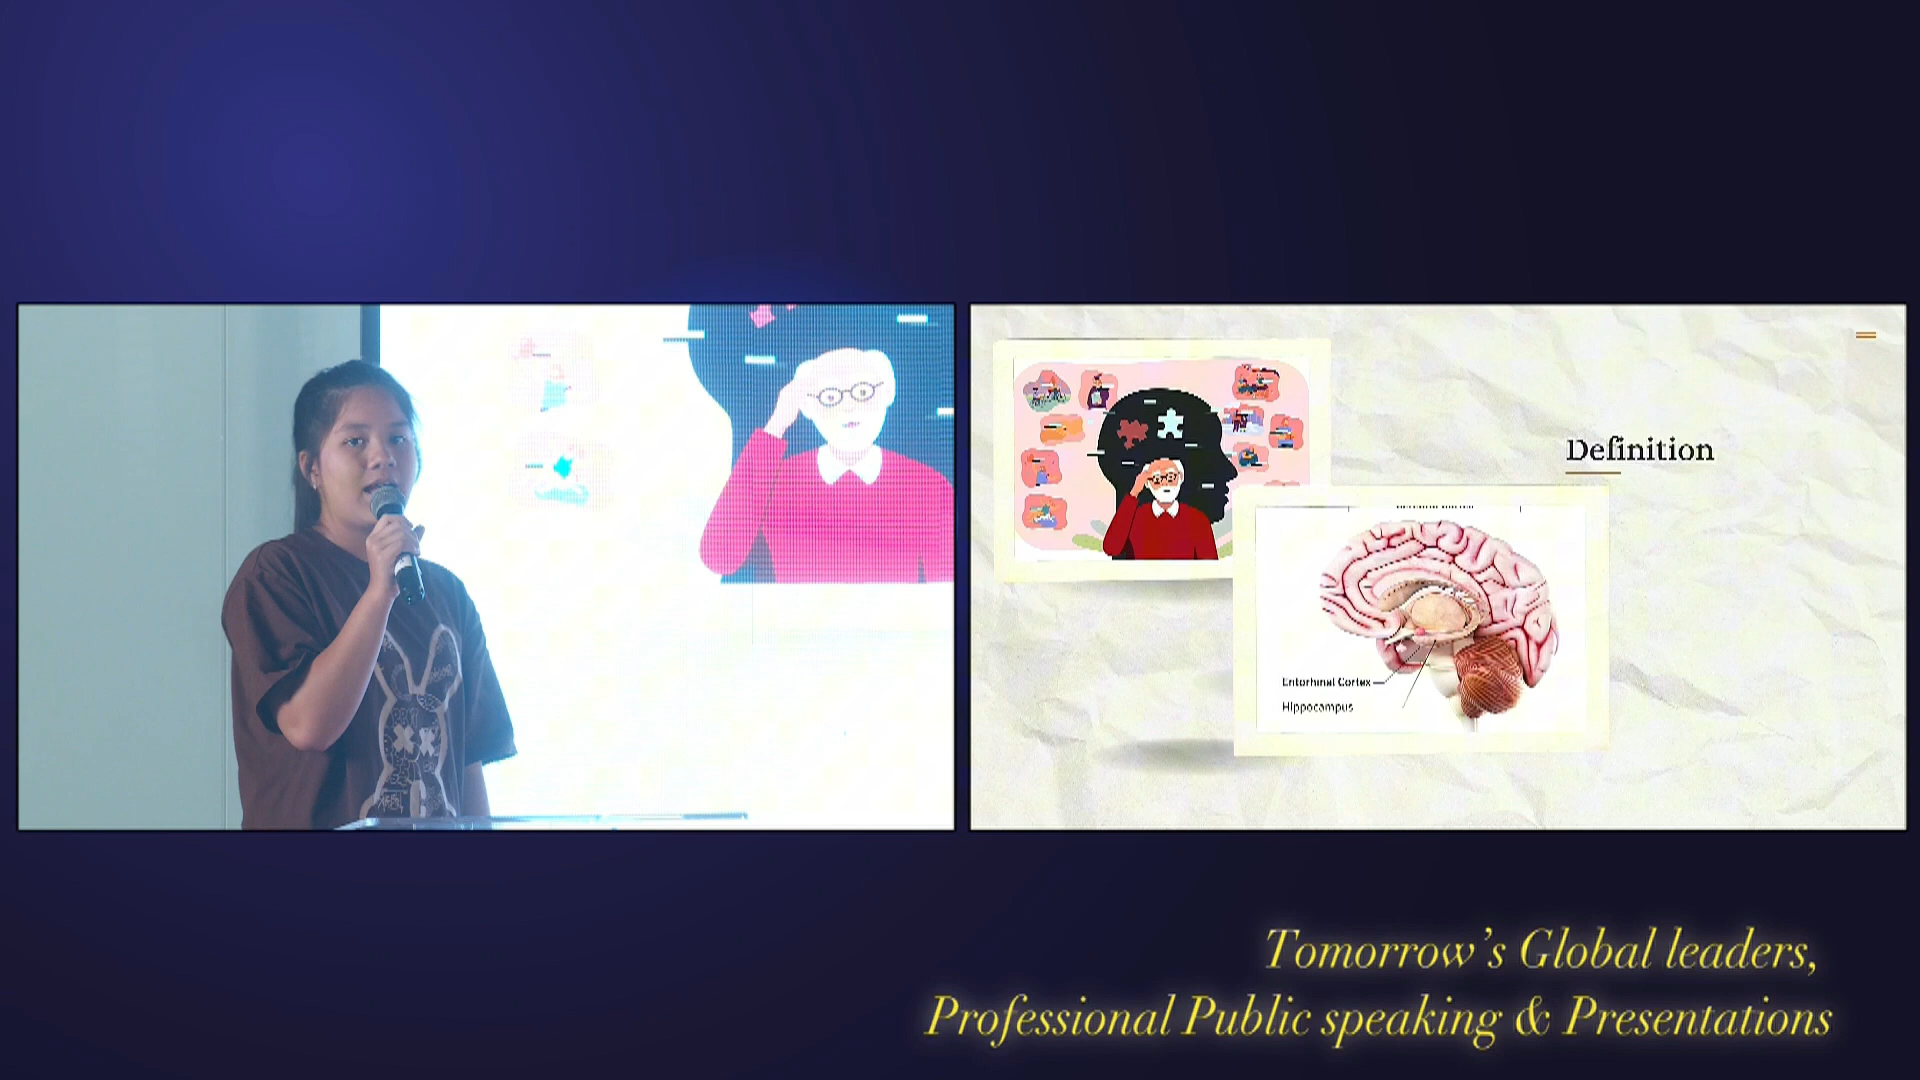 Definition
Entorhinal Cortex
Hippocampus
Tomorrow's Global leaders,
Professional Public speaking & Presentations